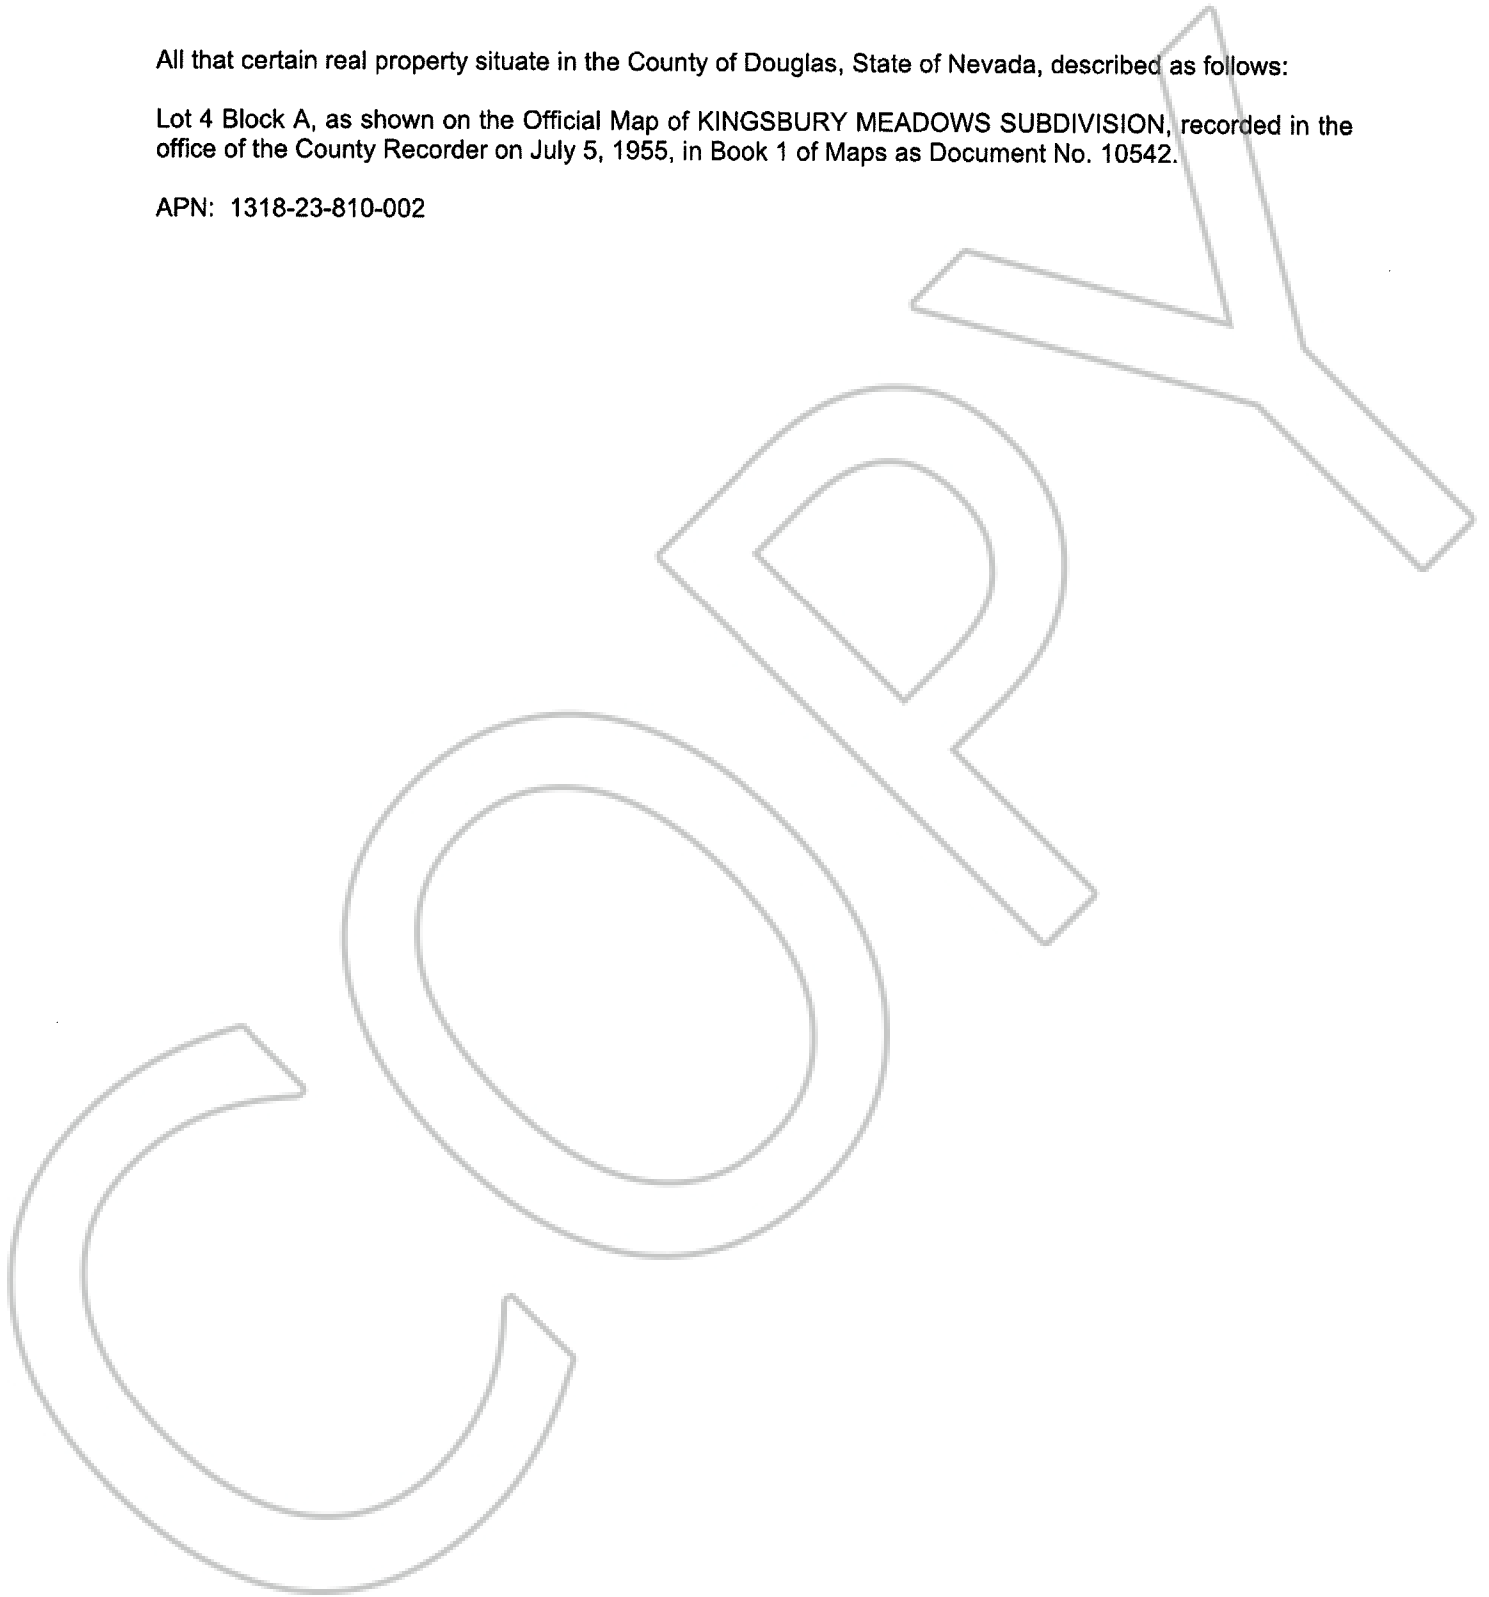 All that certain real property situate in the County of Douglas, State of Nevada, described as follows:
Lot 4 Block A, as shown on the Official Map of KINGSBURY MEADOWS SUBDIVISION, recorded in the
office of the County Recorder on July 5, 1955, in Book 1 of Maps as Document No. 10542.
APN: 1318-23-810-002
COPY